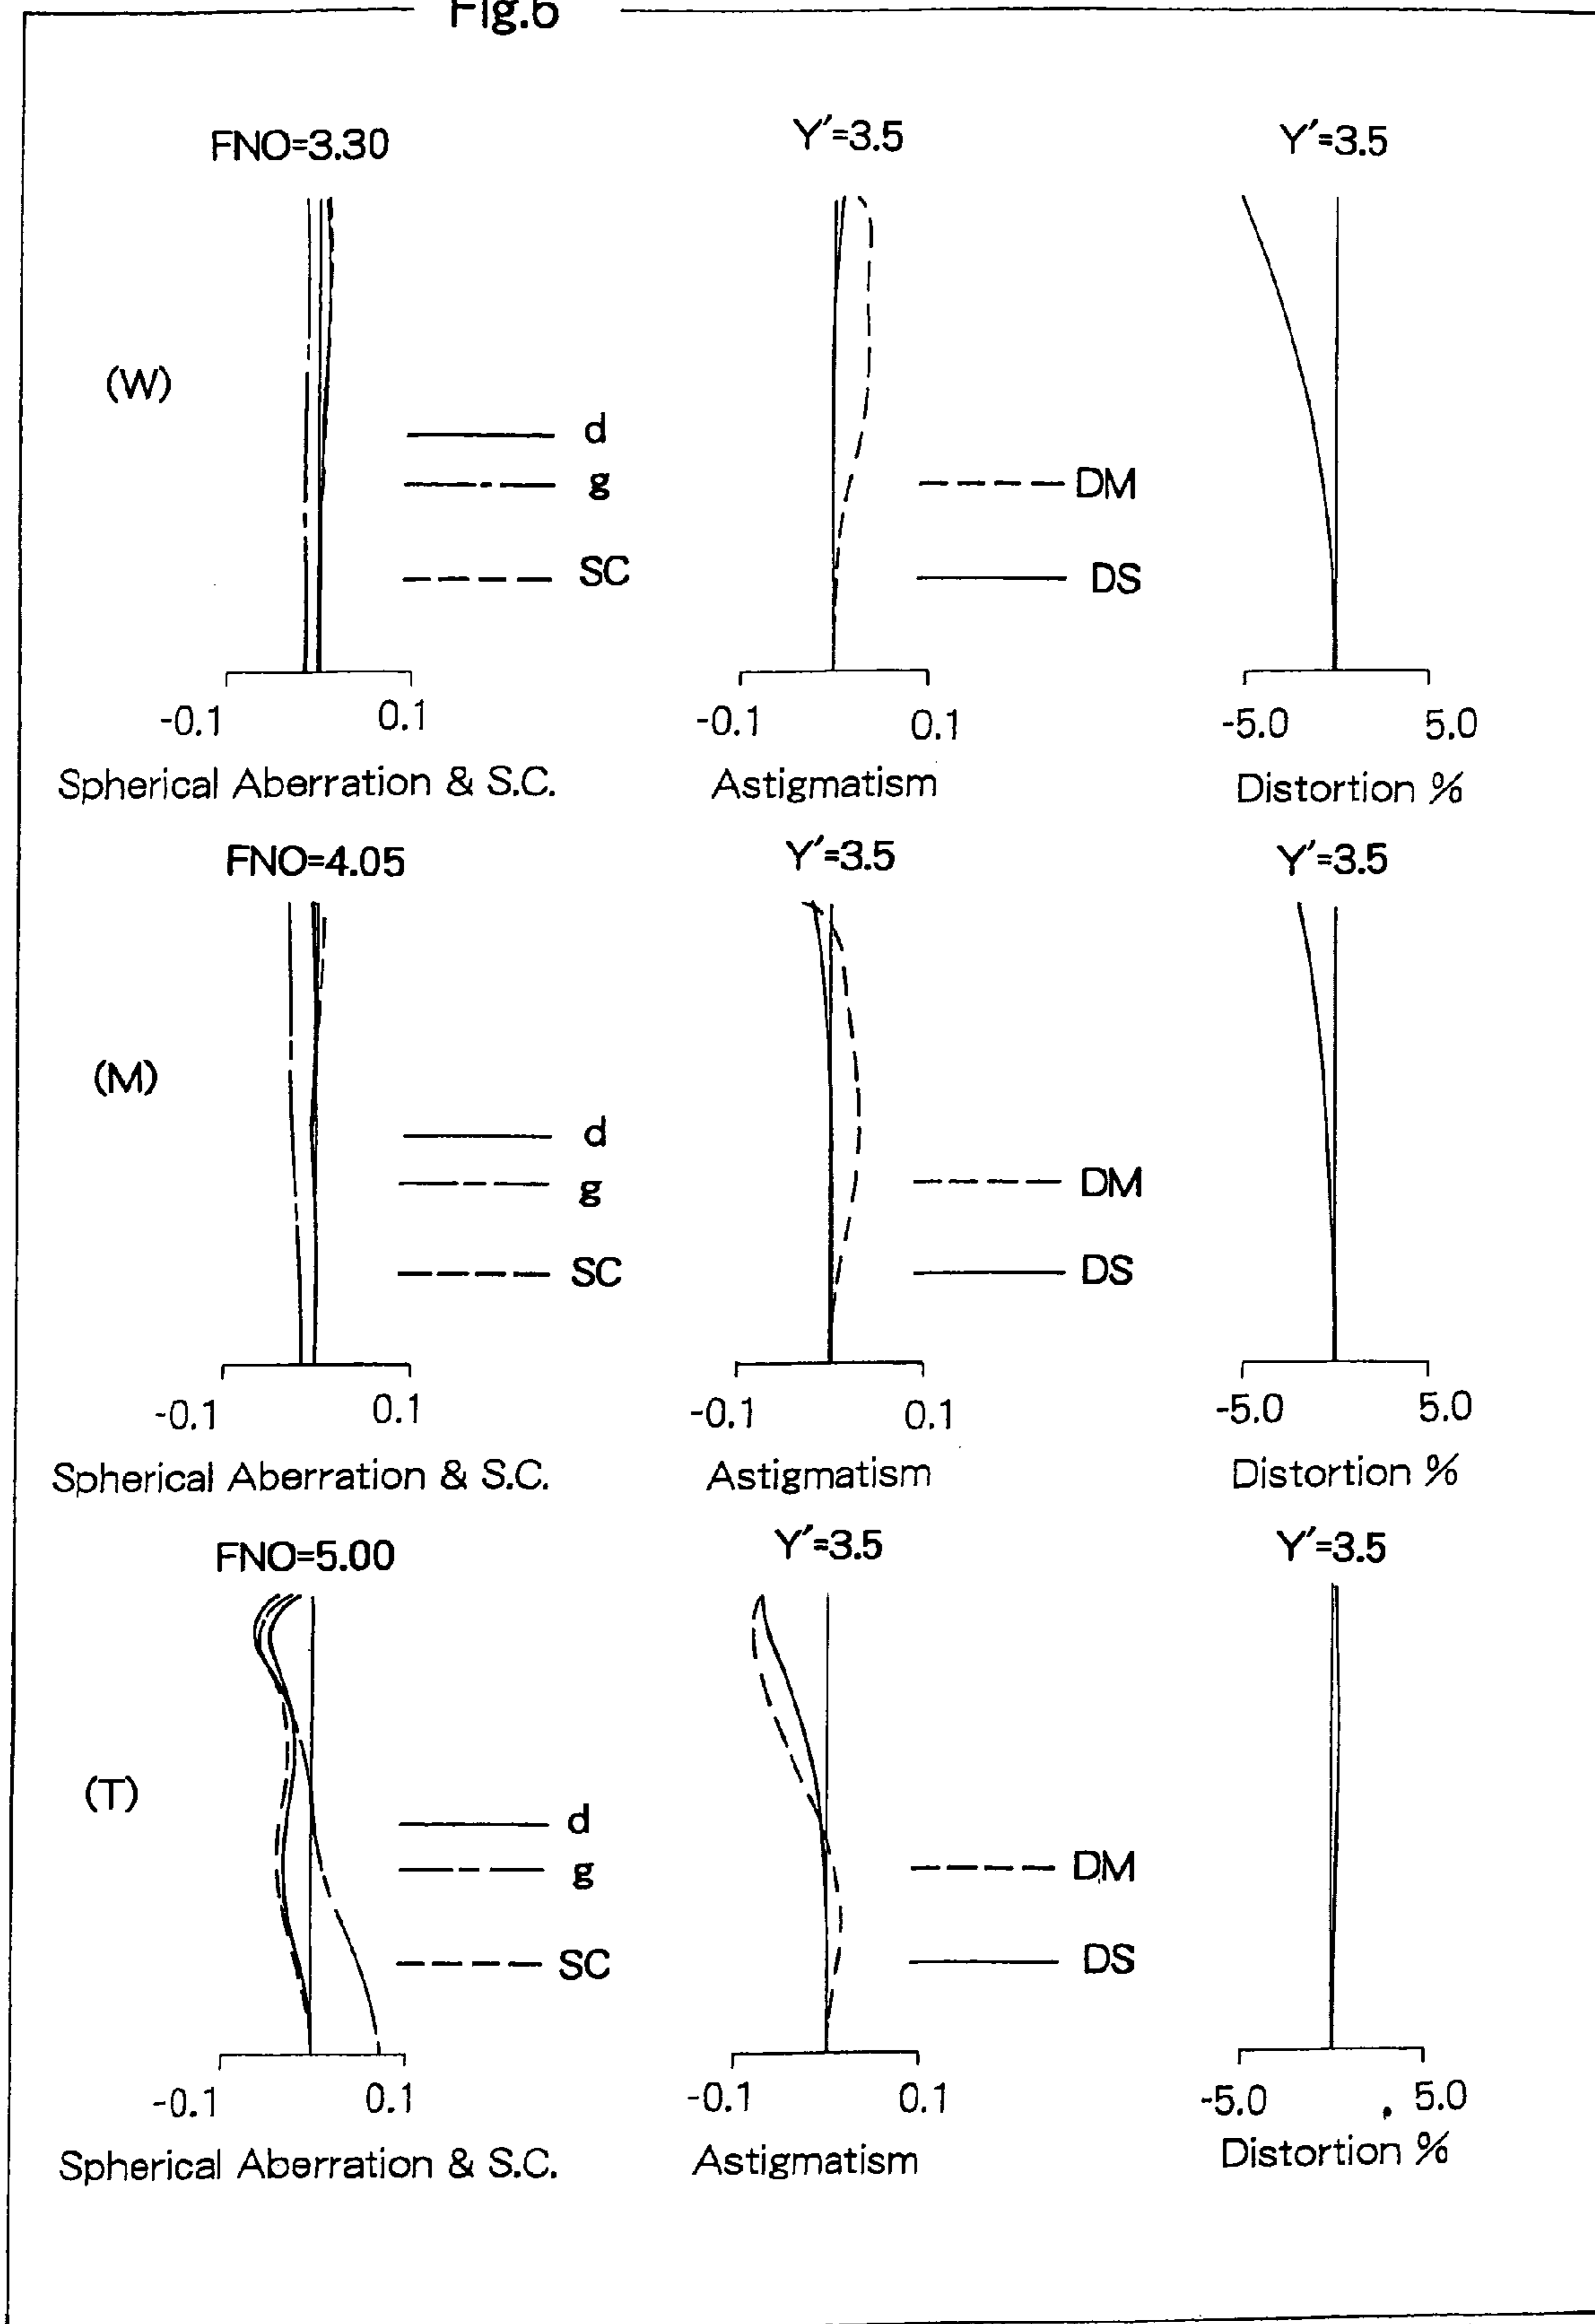 Fig.6
FNO=3.30
Y'=3.5
Y'=3.5
(W)
d
g
SC
DM
DS
-0.1 0.1
-0.1 0.1
-5.0 5.0
Spherical Aberration & S.C.
Astigmatism
Distortion %
FNO=4.05
Y'=3.5
Y'=3.5
(M)
d
g
SC
DM
DS
-0.1 0.1
-0.1 0.1
-5.0 5.0
Spherical Aberration & S.C.
Astigmatism
Distortion %
FNO=5.00
Y'=3.5
Y'=3.5
(T)
d
g
SC
DM
DS
-0.1 0.1
-0.1 0.1
-5.0 5.0
Spherical Aberration & S.C.
Astigmatism
Distortion %